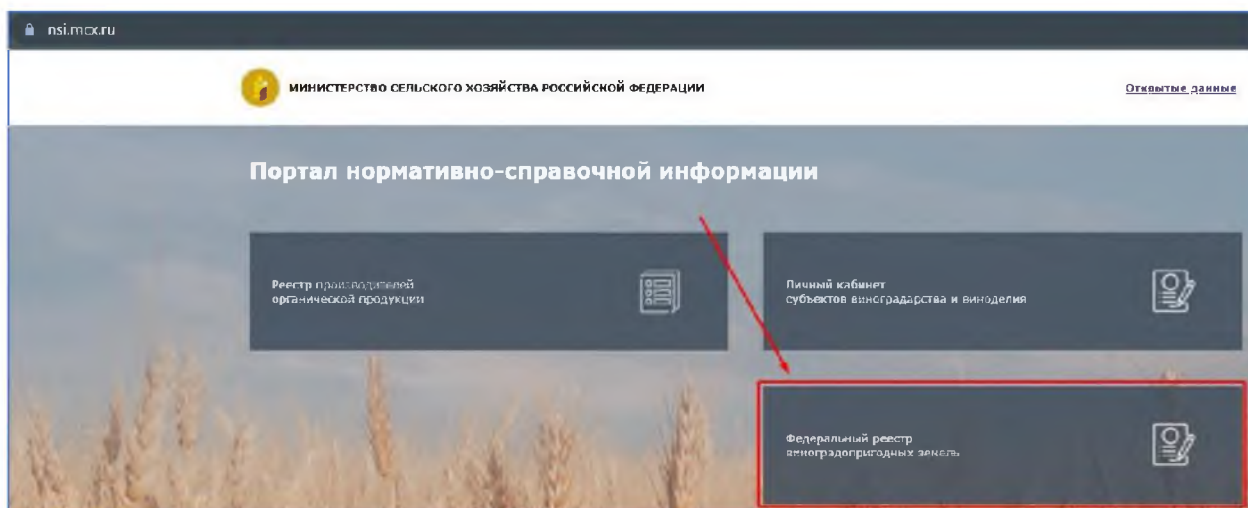 nsi.mcx.ru
МИНИСТЕРСТВО СЕЛЬСКОГО ХОЗЯЙСТВА РОССИЙСКОЙ ФЕДЕРАЦИИ
Открытые данные
Портал нормативно-справочной информации
Реестр производителей
органической продукции
Личный кабинет
субъектов виноградарства и виноделия
Федеральный реестр
виноградопригодных земель